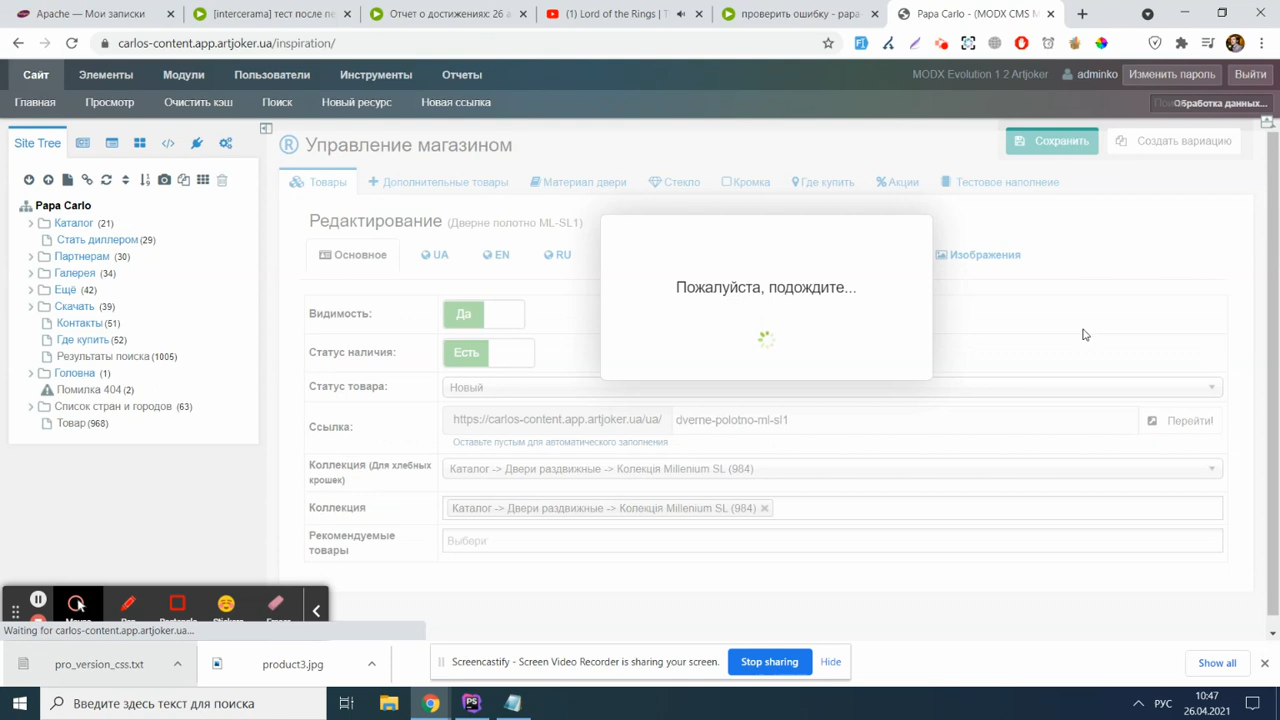 Apache — Мои записки
[intercerama] тег после пе
Отчет о достижениях: 26 а
(1) Lord of the Rings | T
проверить ошибку - papa-
Papa Carlo - (MODX CMS M
carlos-content.app.artjoker.ua/inspiration/
Сайт Элементы Модули Пользователи Инструменты Отчеты
MODX Evolution 1.2 Artjoker adminko Изменить пароль Выйти
Главная Просмотр Очистить кэш Поиск Новый ресурс Новая ссылка
Обработка данных...
Site Tree
Управление магазином
Сохранить
Создать вариацию
Товары Дополнительные товары Материал двери Стекло Кромка Где купить Акции Тестовое наполнеие
Papa Carlo
Каталог (21)
Стать диллером (29)
Партнерам (30)
Галерея (34)
Ещё (42)
Скачать (39)
Контакты (51)
Где купить (52)
Результаты поиска (1005)
Головна (1)
Помилка 404 (2)
Список стран и городов (63)
Товар (968)
Редактирование (Дверне полотно ML-SL1)
Основное UA EN RU Изображения
Пожалуйста, подождите...
Видимость: Да
Статус наличия: Есть
Статус товара: Новый
Ссылка: https://carlos-content.app.artjoker.ua/ua/ dverne-polotno-ml-sl1 Перейти!
Оставьте пустым для автоматического заполнения
Коллекция (Для хлебных
крошек) Каталог -> Двери раздвижные -> Колекція Millenium SL (984)
Коллекция Каталог -> Двери раздвижные -> Колекція Millenium SL (984)
Рекомендуемые
товары Выбери
Waiting for carlos-content.app.artjoker.ua...
pro_version_css.txt
product3.jpg
Screencastify - Screen Video Recorder is sharing your screen. Stop sharing Hide
Show all
Введите здесь текст для поиска
РУС
10:47
26.04.2021